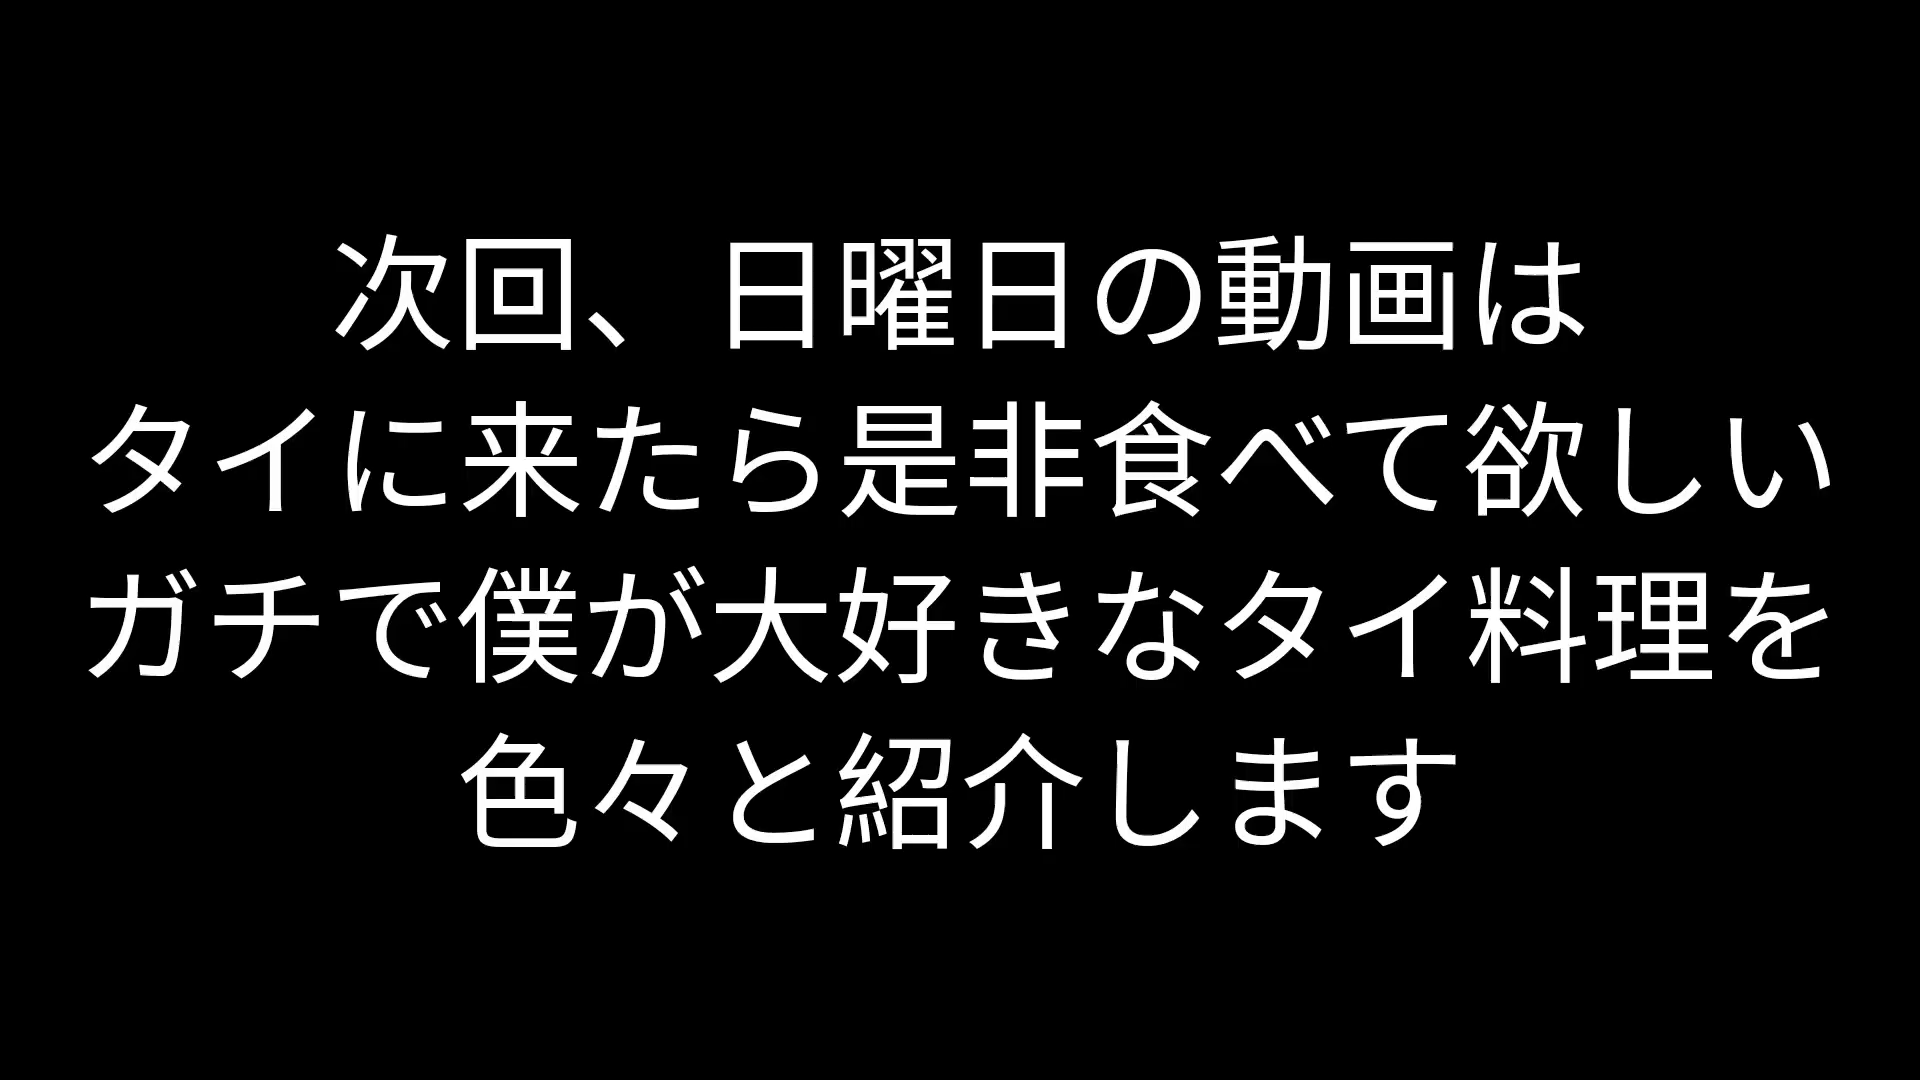 次回、日曜日の動画は
タイに来たら是非食べて欲しい
ガチで僕が大好きなタイ料理を
色々と紹介します